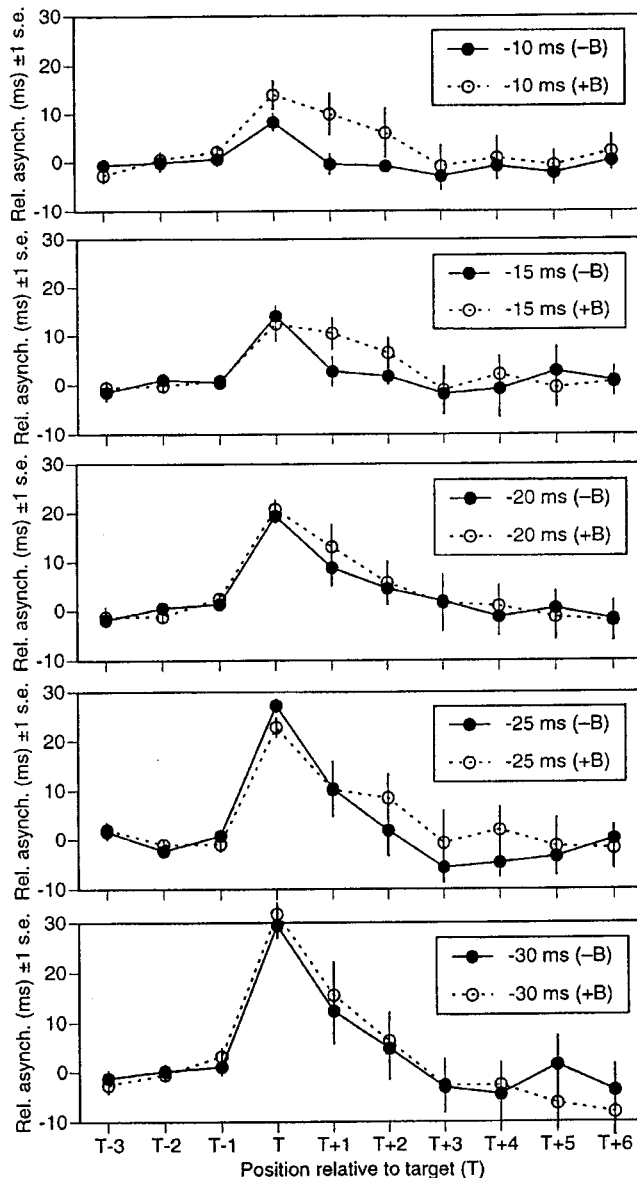 Rel. asynch. (ms) ±1 s.e.
30
20
10
0
-10
-10 ms (–B)
-10 ms (+B)
Rel. asynch. (ms) ±1 s.e.
30
20
10
0
-10
-15 ms (–B)
-15 ms (+B)
Rel. asynch. (ms) ±1 s.e.
30
20
10
0
-10
-20 ms (–B)
-20 ms (+B)
Rel. asynch. (ms) ±1 s.e.
30
20
10
0
-10
-25 ms (–B)
-25 ms (+B)
Rel. asynch. (ms) ±1 s.e.
30
20
10
0
-10
-30 ms (–B)
-30 ms (+B)
T-3 T-2 T-1 T T+1 T+2 T+3 T+4 T+5 T+6
Position relative to target (T)